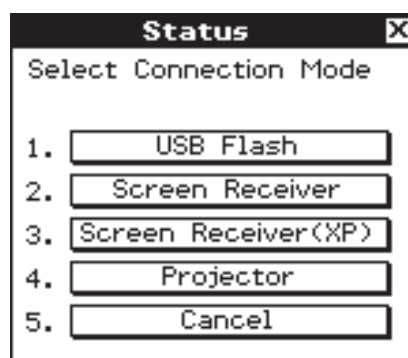 Status X
Select Connection Mode
1. USB Flash
2. Screen Receiver
3. Screen Receiver(XP)
4. Projector
5. Cancel